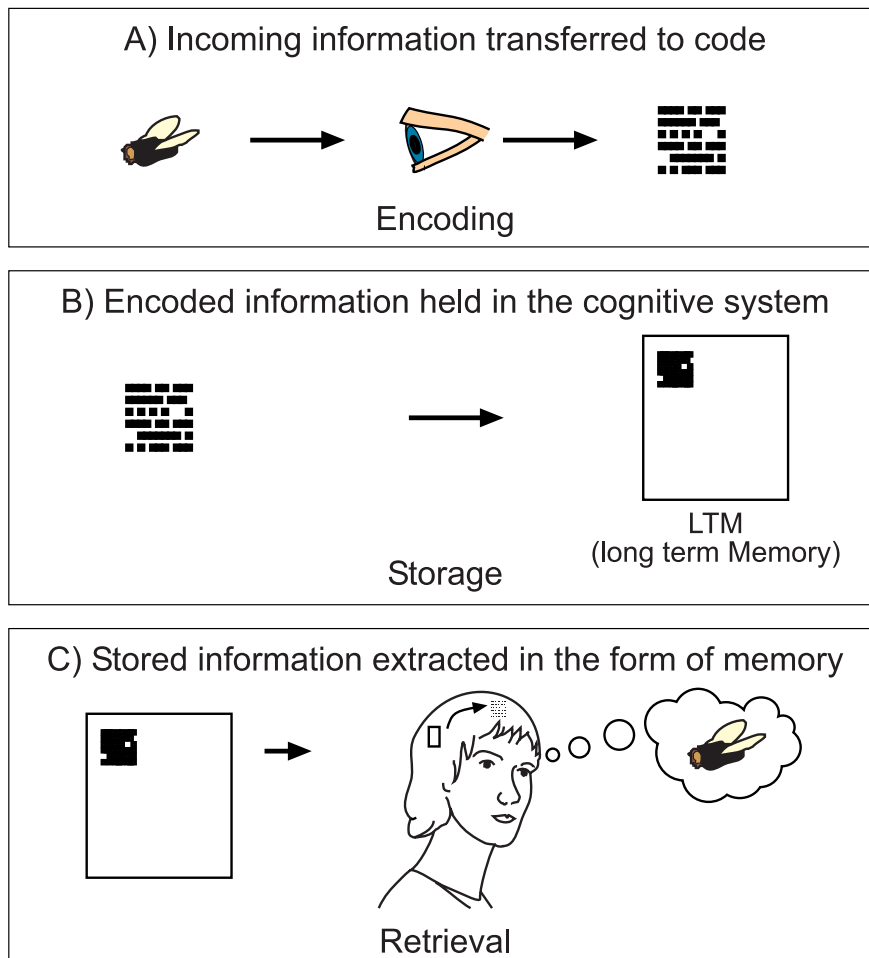 A) Incoming information transferred to code
Encoding
B) Encoded information held in the cognitive system
LTM
(long term Memory)
Storage
C) Stored information extracted in the form of memory
Retrieval